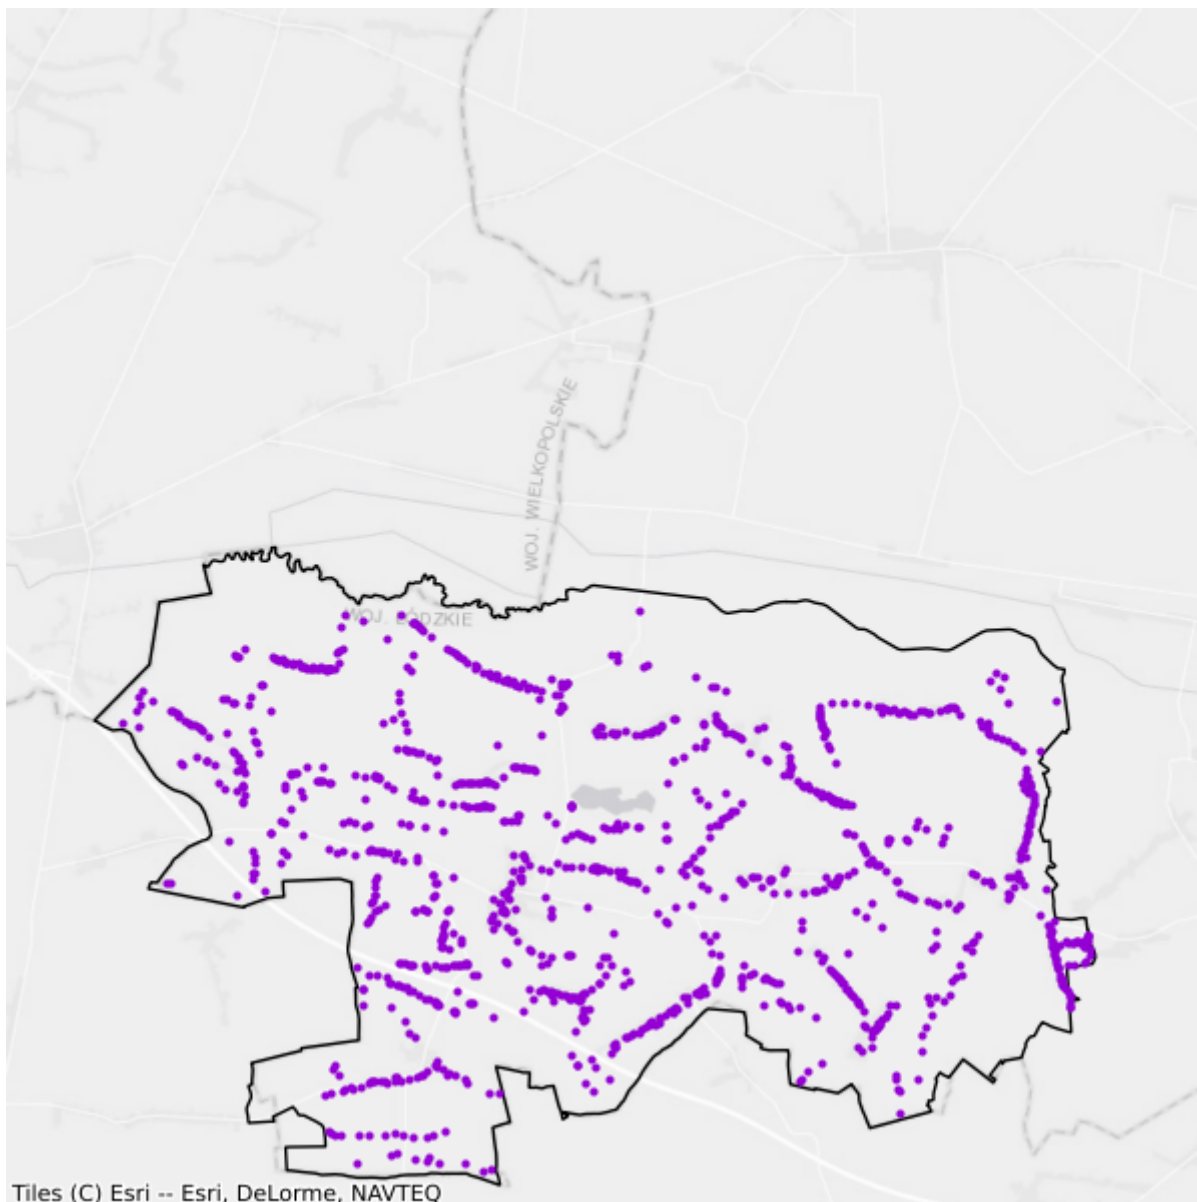 WOJ. WIELKOPOLSKIE
WOJ. ŁÓDZKIE
Tiles (C) Esri -- Esri, DeLorme, NAVTEQ